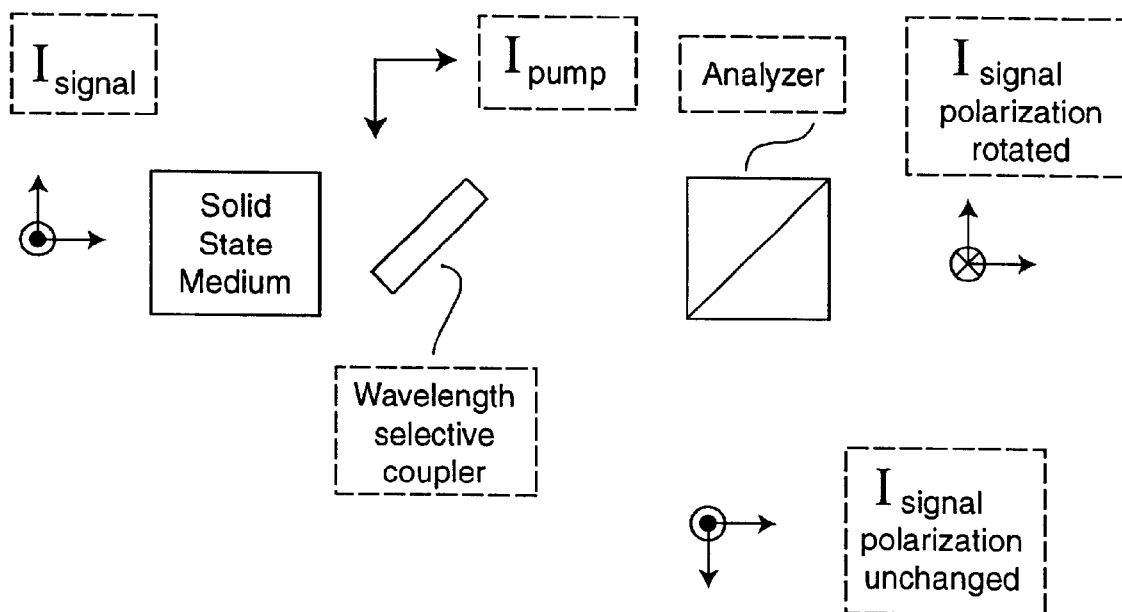 I signal
I pump
Analyzer
I signal
polarization
rotated
Solid
State
Medium
Wavelength
selective
coupler
I signal
polarization
unchanged